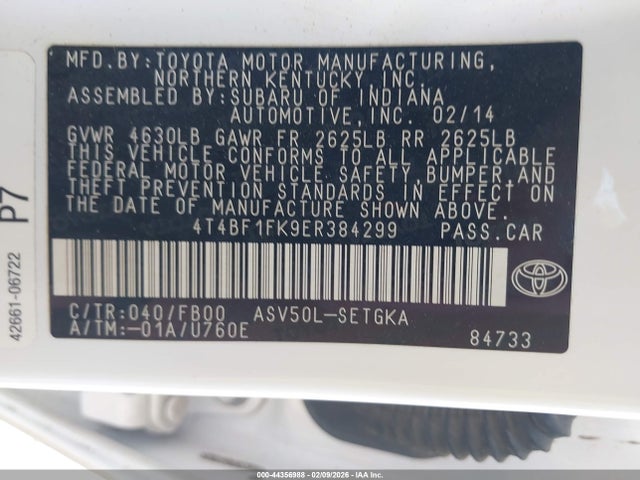 MFD.BY:TOYOTA MOTOR MANUFACTURING,
NORTHERN KENTUCKY,INC.
ASSEMBLED BY:SUBARU OF INDIANA
AUTOMOTIVE,INC. 02/14
GVWR 4630LB GAWR FR 2625LB RR 2625LB
THIS VEHICLE CONFORMS TO ALL APPLICABLE
FEDERAL MOTOR VEHICLE SAFETY,BUMPER AND
THEFT PREVENTION STANDARDS IN EFFECT ON
THE DATE OF MANUFACTURE SHOWN ABOVE.
4T4BF1FK9ER384299 PASS.CAR
C/TR:040/FB00 ASV50L-SETGKA
A/TM:-01A/U760E
84733
42661-06722 P7
000-44356988 - 02/09/2026 - IAAI.COM